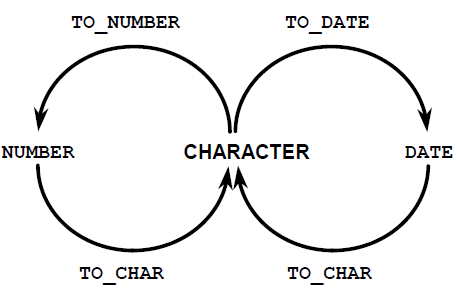 TO_NUMBER
TO_DATE
NUMBER
CHARACTER
DATE
TO_CHAR
TO_CHAR